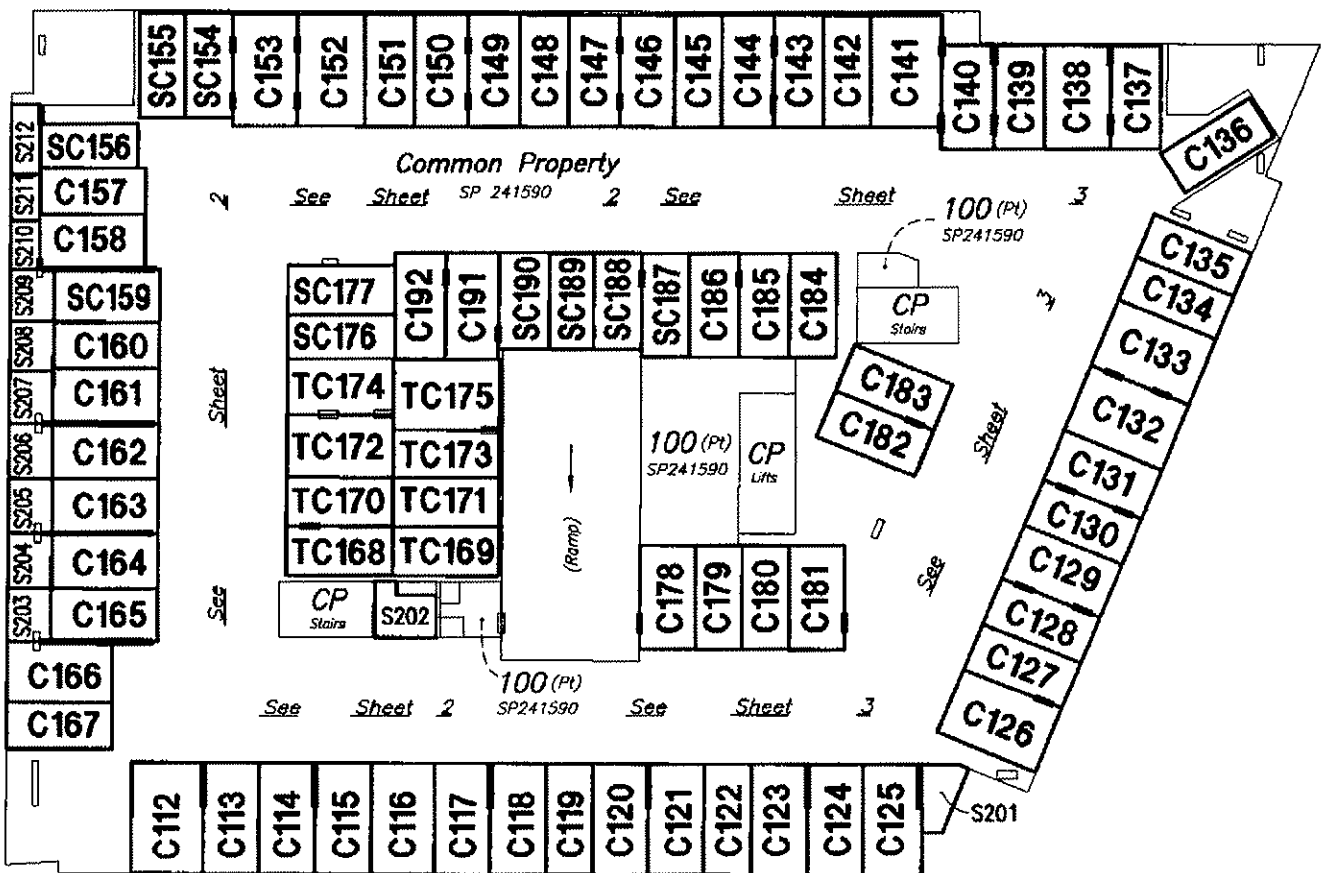 SC155
SC154
C153
C152
C151
C150
C149
C148
C147
C146
C145
C144
C143
C142
C141
C140
C139
C138
C137
C136
S212
SC156
S211
C157
S210
C158
S209
SC159
S208
C160
S207
C161
S206
C162
S205
C163
S204
C164
S203
C165
C166
C167
Common Property
SP 241590
2 See Sheet 2 See Sheet 3
100 (Pt)
SP241590
CP
Stairs
3
Sheet
See
C135
C134
C133
C132
C131
C130
C129
C128
C127
C126
SC177
SC176
C192
C191
SC190
SC189
SC188
SC187
C186
C185
C184
C183
C182
TC174
TC175
TC172
TC173
TC170
TC171
TC168
TC169
Sheet
See
(Ramp)
100 (Pt)
SP241590
CP
Lifts
C178
C179
C180
C181
CP
Stairs
S202
100 (Pt)
SP241590
See Sheet 2 See Sheet 3
C112
C113
C114
C115
C116
C117
C118
C119
C120
C121
C122
C123
C124
C125
S201